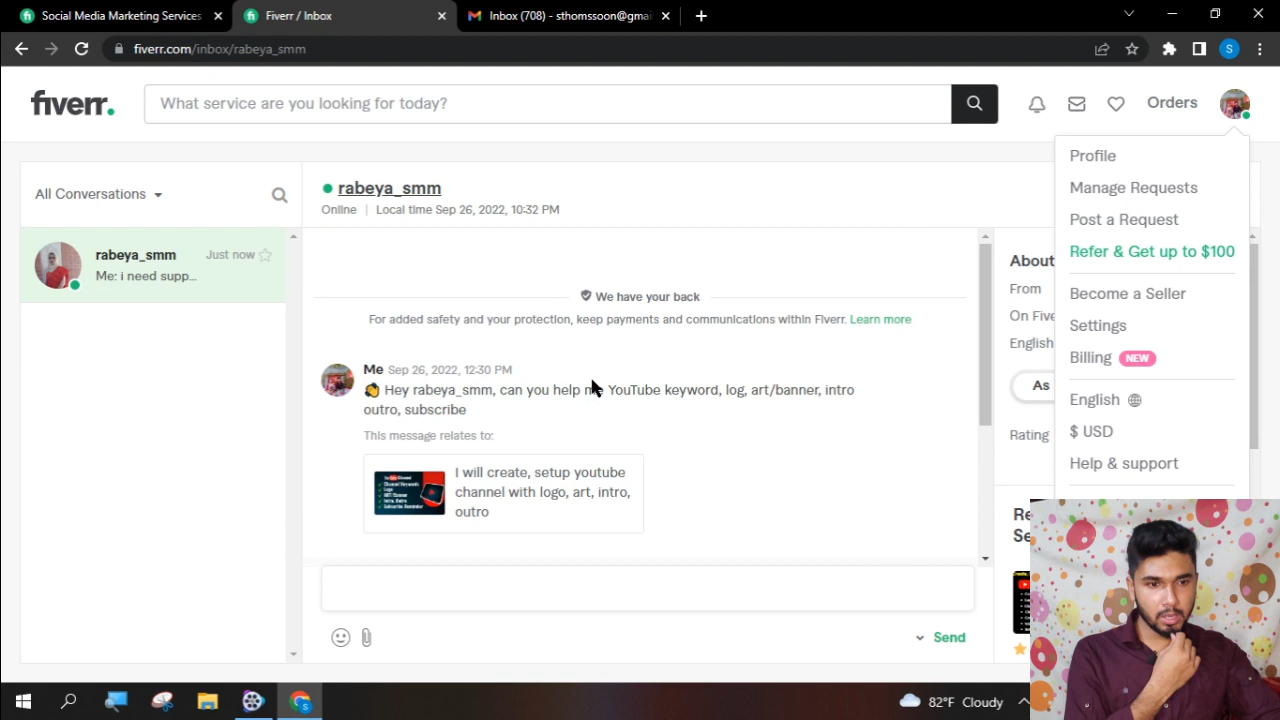 Social Media Marketing Services
Fiverr / Inbox
Inbox (708) - sthomssoon@gmai
fiverr.com/inbox/rabeya_smm
S
fiverr.
What service are you looking for today?
Orders
All Conversations
rabeya_smm
Online | Local time Sep 26, 2022, 10:32 PM
rabeya_smm
Just now
Me: i need supp...
We have your back
For added safety and your protection, keep payments and communications within Fiverr. Learn more
Me Sep 26, 2022, 12:30 PM
Hey rabeya_smm, can you help me YouTube keyword, log, art/banner, intro
outro, subscribe
This message relates to:
I will create, setup youtube
channel with logo, art, intro,
outro
Send
About
From
On Five
English
As
Rating
Re
Se
Profile
Manage Requests
Post a Request
Refer & Get up to $100
Become a Seller
Settings
Billing NEW
English
$ USD
Help & support
82°F Cloudy